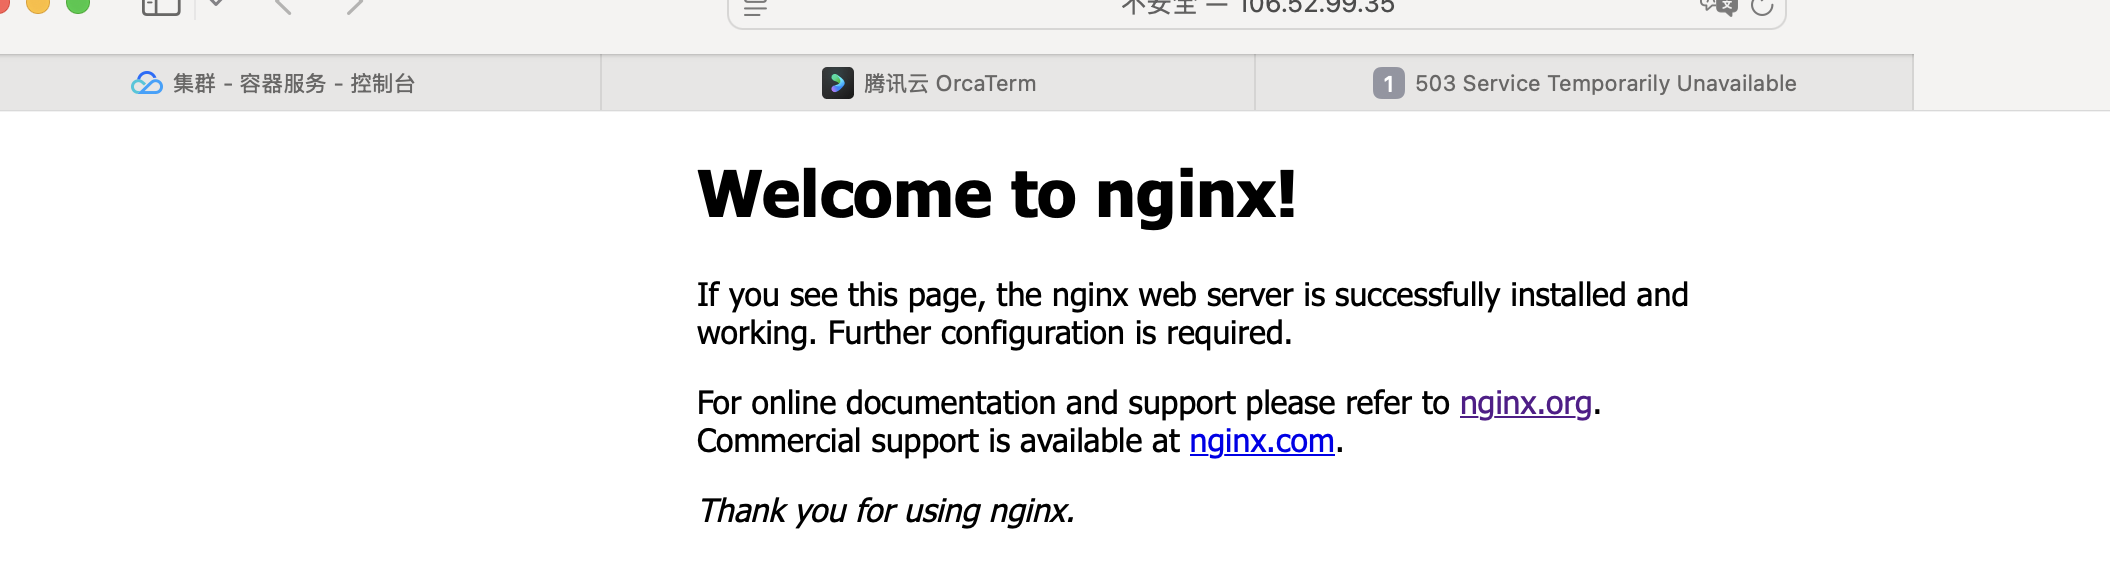 不安全 — 106.52.99.35
集群 - 容器服务 - 控制台
腾讯云 OrcaTerm
1 503 Service Temporarily Unavailable
Welcome to nginx!
If you see this page, the nginx web server is successfully installed and
working. Further configuration is required.
For online documentation and support please refer to nginx.org.
Commercial support is available at nginx.com.
Thank you for using nginx.